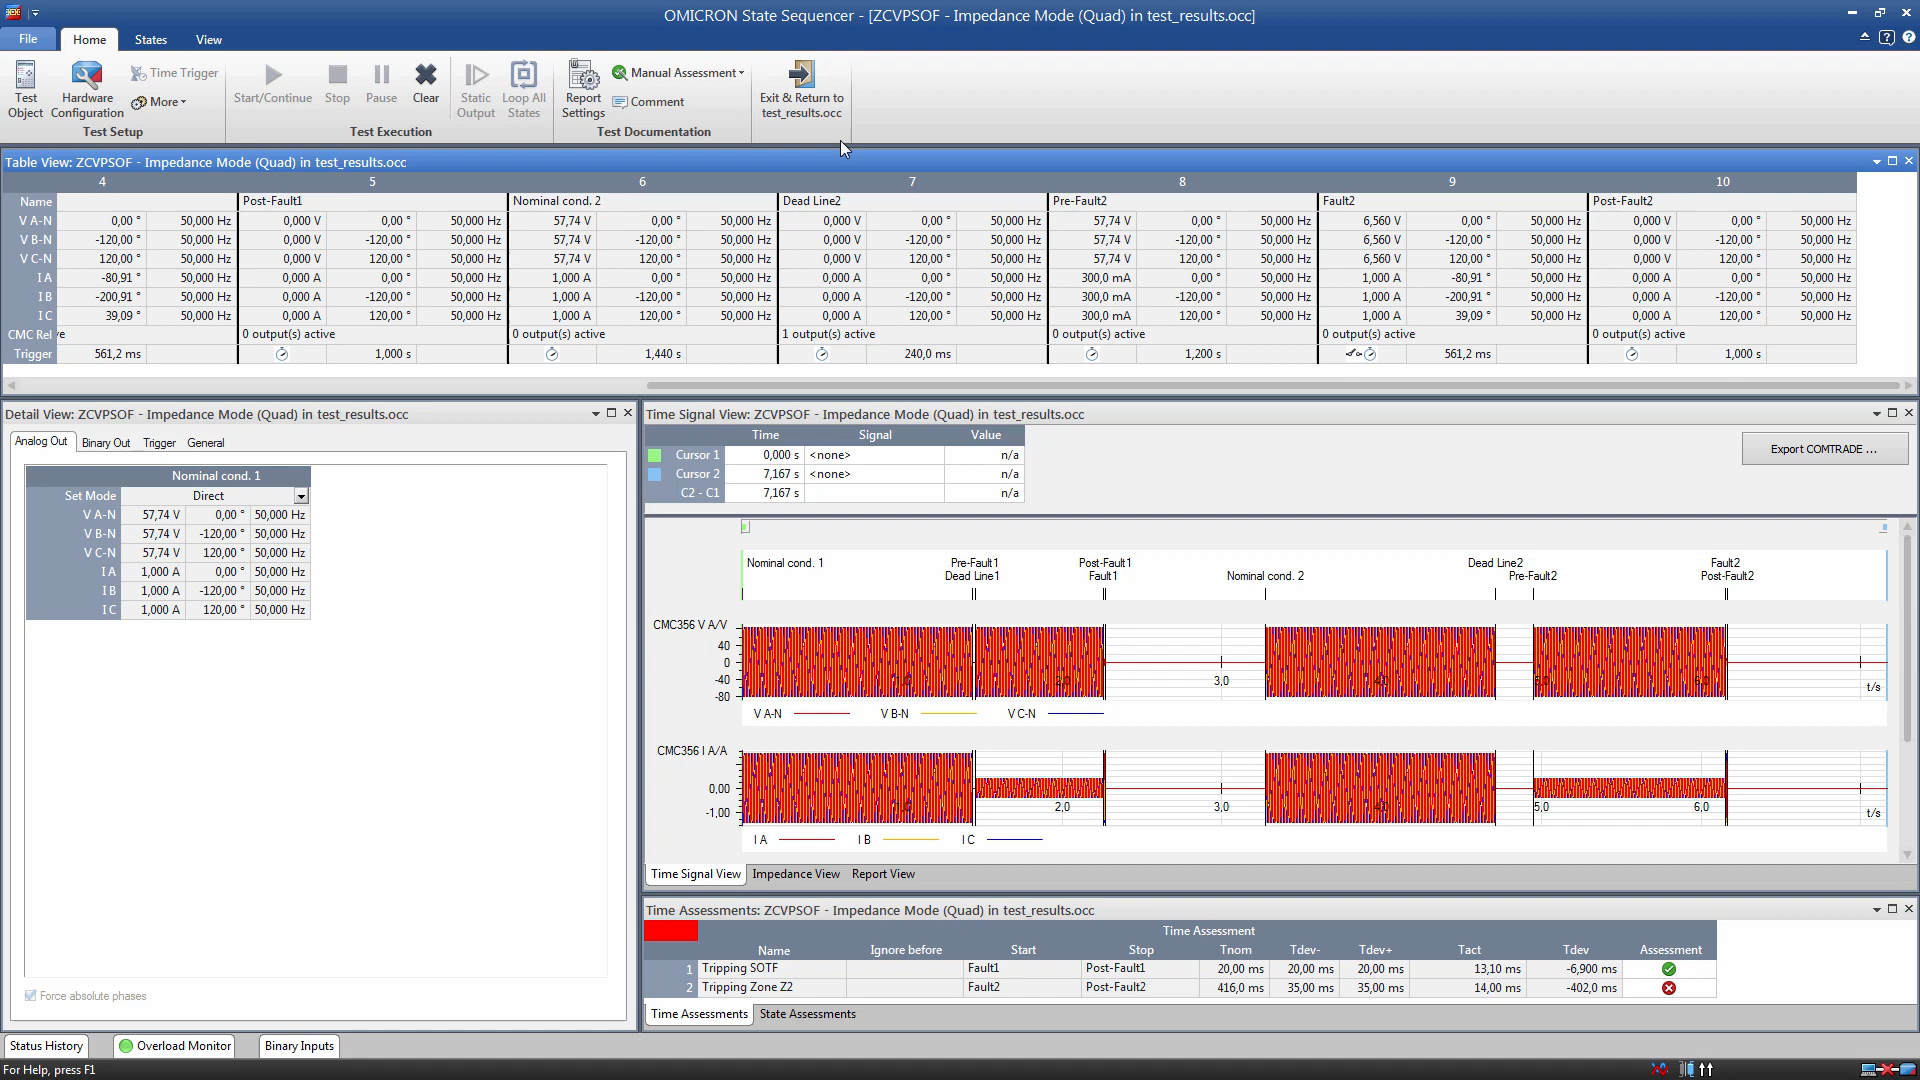 OMICRON State Sequencer - [ZCVPSOF - Impedance Mode (Quad) in test_results.occ]
File Home States View
Test Object
Hardware Configuration
Time Trigger
More
Test Setup
Start/Continue Stop Pause Clear
Static Output
Loop All States
Test Execution
Report Settings
Manual Assessment
Comment
Test Documentation
Exit & Return to test_results.occ
Table View: ZCVPSOF - Impedance Mode (Quad) in test_results.occ
4 5 6 7 8 9 10
Name Post-Fault1 Nominal cond. 2 Dead Line2 Pre-Fault2 Fault2 Post-Fault2
V A-N 0,00 ° 50,000 Hz 0,000 V 0,00 ° 50,000 Hz 57,74 V 0,00 ° 50,000 Hz 0,000 V 0,00 ° 50,000 Hz 57,74 V 0,00 ° 50,000 Hz 6,560 V 0,00 ° 50,000 Hz 0,000 V 0,00 ° 50,000 Hz
V B-N -120,00 ° 50,000 Hz 0,000 V -120,00 ° 50,000 Hz 57,74 V -120,00 ° 50,000 Hz 0,000 V -120,00 ° 50,000 Hz 57,74 V -120,00 ° 50,000 Hz 6,560 V -120,00 ° 50,000 Hz 0,000 V -120,00 ° 50,000 Hz
V C-N 120,00 ° 50,000 Hz 0,000 V 120,00 ° 50,000 Hz 57,74 V 120,00 ° 50,000 Hz 0,000 V 120,00 ° 50,000 Hz 57,74 V 120,00 ° 50,000 Hz 6,560 V 120,00 ° 50,000 Hz 0,000 V 120,00 ° 50,000 Hz
I A -80,91 ° 50,000 Hz 0,000 A 0,00 ° 50,000 Hz 1,000 A 0,00 ° 50,000 Hz 0,000 A 0,00 ° 50,000 Hz 300,0 mA 0,00 ° 50,000 Hz 1,000 A -80,91 ° 50,000 Hz 0,000 A 0,00 ° 50,000 Hz
I B -200,91 ° 50,000 Hz 0,000 A -120,00 ° 50,000 Hz 1,000 A -120,00 ° 50,000 Hz 0,000 A -120,00 ° 50,000 Hz 300,0 mA -120,00 ° 50,000 Hz 1,000 A -200,91 ° 50,000 Hz 0,000 A -120,00 ° 50,000 Hz
I C 39,09 ° 50,000 Hz 0,000 A 120,00 ° 50,000 Hz 1,000 A 120,00 ° 50,000 Hz 0,000 A 120,00 ° 50,000 Hz 300,0 mA 120,00 ° 50,000 Hz 1,000 A 39,09 ° 50,000 Hz 0,000 A 120,00 ° 50,000 Hz
CMC Rel 0 output(s) active 0 output(s) active 1 output(s) active 0 output(s) active 0 output(s) active 0 output(s) active
Trigger 561,2 ms 1,000 s 1,440 s 240,0 ms 1,200 s 561,2 ms 1,000 s
Detail View: ZCVPSOF - Impedance Mode (Quad) in test_results.occ
Analog Out Binary Out Trigger General
Nominal cond. 1
Set Mode Direct
V A-N 57,74 V 0,00 ° 50,000 Hz
V B-N 57,74 V -120,00 ° 50,000 Hz
V C-N 57,74 V 120,00 ° 50,000 Hz
I A 1,000 A 0,00 ° 50,000 Hz
I B 1,000 A -120,00 ° 50,000 Hz
I C 1,000 A 120,00 ° 50,000 Hz
Force absolute phases
Time Signal View: ZCVPSOF - Impedance Mode (Quad) in test_results.occ
Time Signal Value
Cursor 1 0,000 s <none> n/a
Cursor 2 7,167 s <none> n/a
C2 - C1 7,167 s n/a
Export COMTRADE ...
Nominal cond. 1 Pre-Fault1 Post-Fault1 Dead Line2 Fault2
Dead Line1 Fault1 Nominal cond. 2 Pre-Fault2 Post-Fault2
CMC356 V A/V
40
0
-40
-80
1,0 2,0 3,0 4,0 5,0 6,0 t/s
V A-N V B-N V C-N
CMC356 I A/A
0,00
-1,00
1,0 2,0 3,0 4,0 5,0 6,0 t/s
I A I B I C
Time Signal View Impedance View Report View
Time Assessments: ZCVPSOF - Impedance Mode (Quad) in test_results.occ
Time Assessment
Name Ignore before Start Stop Tnom Tdev- Tdev+ Tact Tdev Assessment
1 Tripping SOTF Fault1 Post-Fault1 20,00 ms 20,00 ms 20,00 ms 13,10 ms -6,900 ms
2 Tripping Zone Z2 Fault2 Post-Fault2 416,0 ms 35,00 ms 35,00 ms 14,00 ms -402,0 ms
Time Assessments State Assessments
Status History Overload Monitor Binary Inputs
For Help, press F1